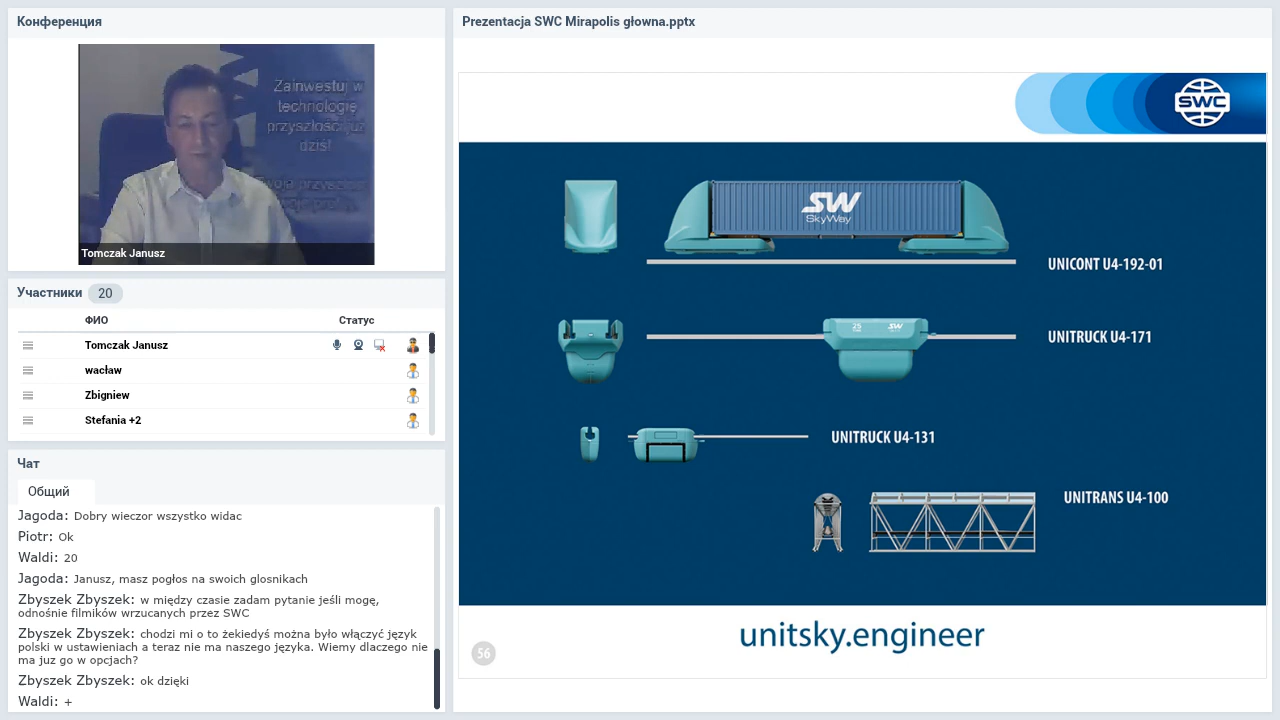 Конференция
Zainwestuj w
technologię
przyszłości już
dziś!
Tomczak Janusz
Участники 20
ФИО Статус
Tomczak Janusz
wacław
Zbigniew
Stefania +2
Чат
Общий
Jagoda: Dobry wieczor wszystko widac
Piotr: Ok
Waldi: 20
Jagoda: Janusz, masz pogłos na swoich glosnikach
Zbyszek Zbyszek: w między czasie zadam pytanie jeśli mogę,
odnośnie filmików wrzucanych przez SWC
Zbyszek Zbyszek: chodzi mi o to żekiedyś można było włączyć język
polski w ustawieniach a teraz nie ma naszego języka. Wiemy dlaczego nie
ma juz go w opcjach?
Zbyszek Zbyszek: ok dzięki
Waldi: +
Prezentacja SWC Mirapolis głowna.pptx
SWC
SW
SkyWay
UNICONT U4-192-01
25
SW
UNITRUCK U4-171
UNITRUCK U4-131
UNITRANS U4-100
unitsky.engineer
56